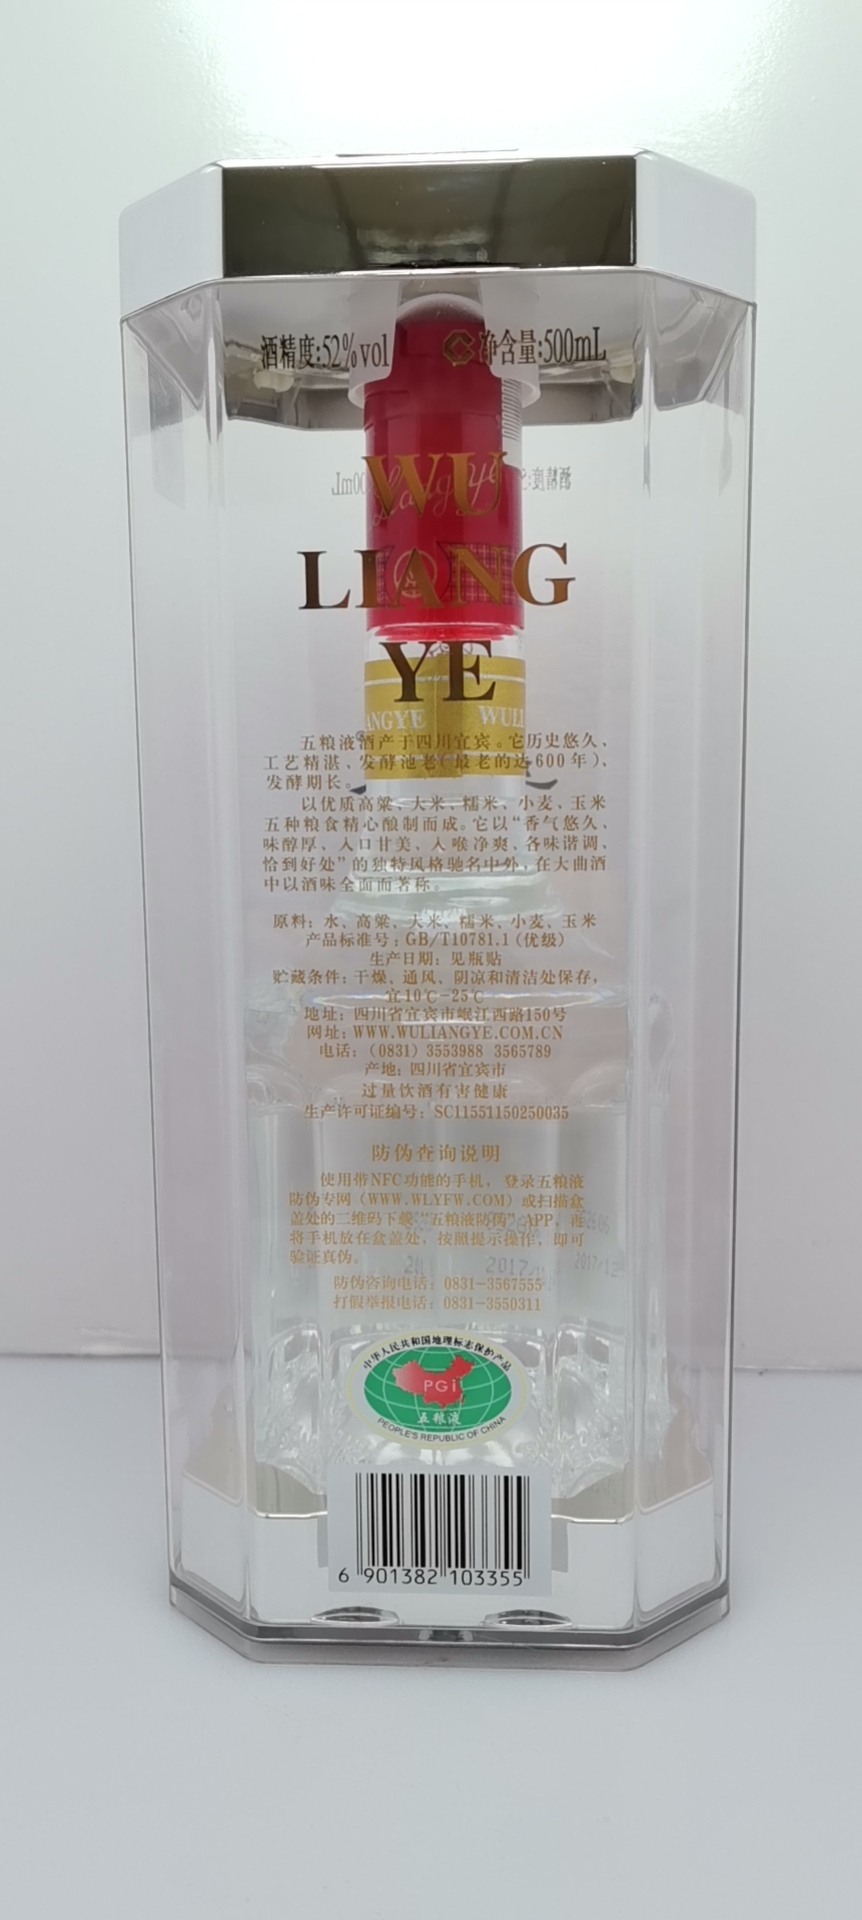 酒精度:52%vol 净含量:500mL
WU
LIANG
YE
ANGYE WULI
五粮液酒产于四川宜宾。它历史悠久、
工艺精湛、发酵池老(最老的达600年)、
发酵期长。
以优质高粱、大米、糯米、小麦、玉米
五种粮食精心酿制而成。它以“香气悠久、
味醇厚、入口甘美、入喉净爽、各味谐调、
恰到好处”的独特风格驰名中外,在大曲酒
中以酒味全面而著称。
原料: 水、高粱、大米、糯米、小麦、玉米
产品标准号: GB/T10781.1 (优级)
生产日期: 见瓶贴
贮藏条件: 干燥、通风、阴凉和清洁处保存,
宜10℃-25℃
地址: 四川省宜宾市岷江西路150号
网址: WWW.WULIANGYE.COM.CN
电话: (0831) 3553988 3565789
产地: 四川省宜宾市
过量饮酒有害健康
生产许可证编号: SC11551150250035
防伪查询说明
使用带NFC功能的手机, 登录五粮液
防伪专网 (WWW.WLYFW.COM) 或扫描盒
盖处的二维码下载“五粮液防伪”APP, 再
将手机放在盒盖处, 按照提示操作, 即可
验证真伪。
防伪咨询电话: 0831-3567555
打假举报电话: 0831-3550311
中华人民共和国地理标志保护产品
PGI
五粮液
PEOPLE'S REPUBLIC OF CHINA
6 901382 103355